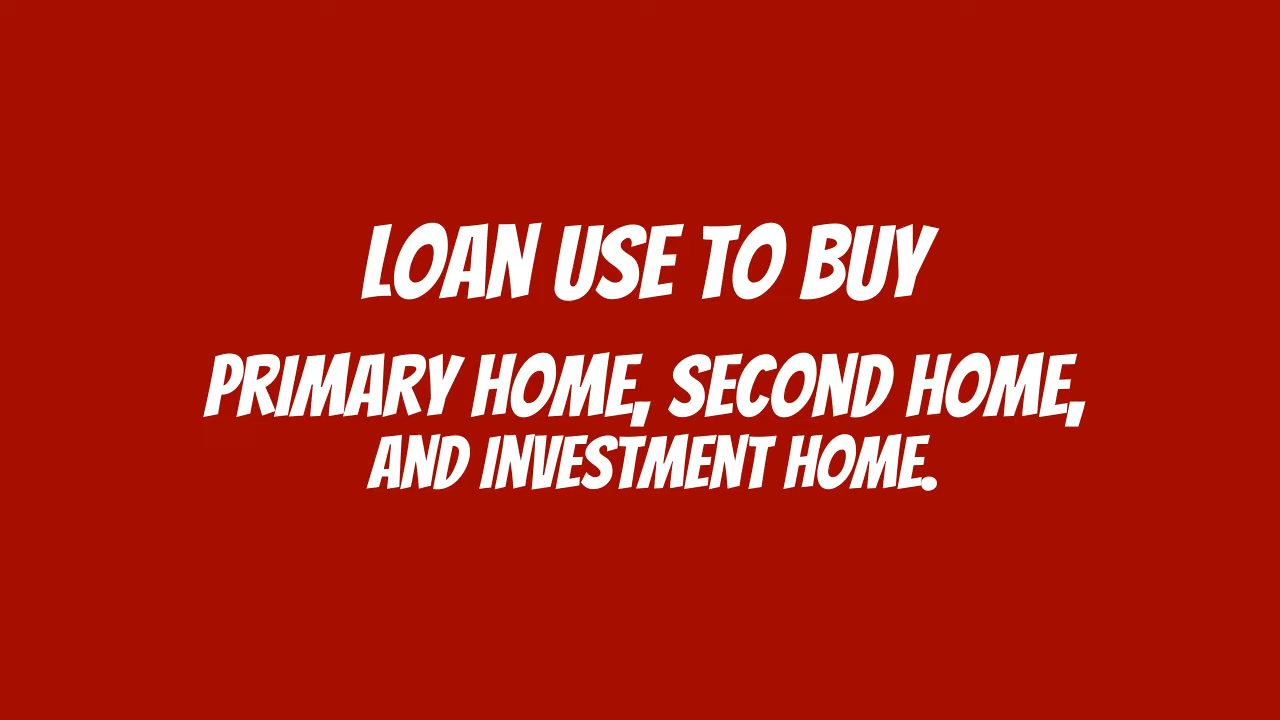 LOAN USE TO BUY
PRIMARY HOME, SECOND HOME,
AND INVESTMENT HOME.